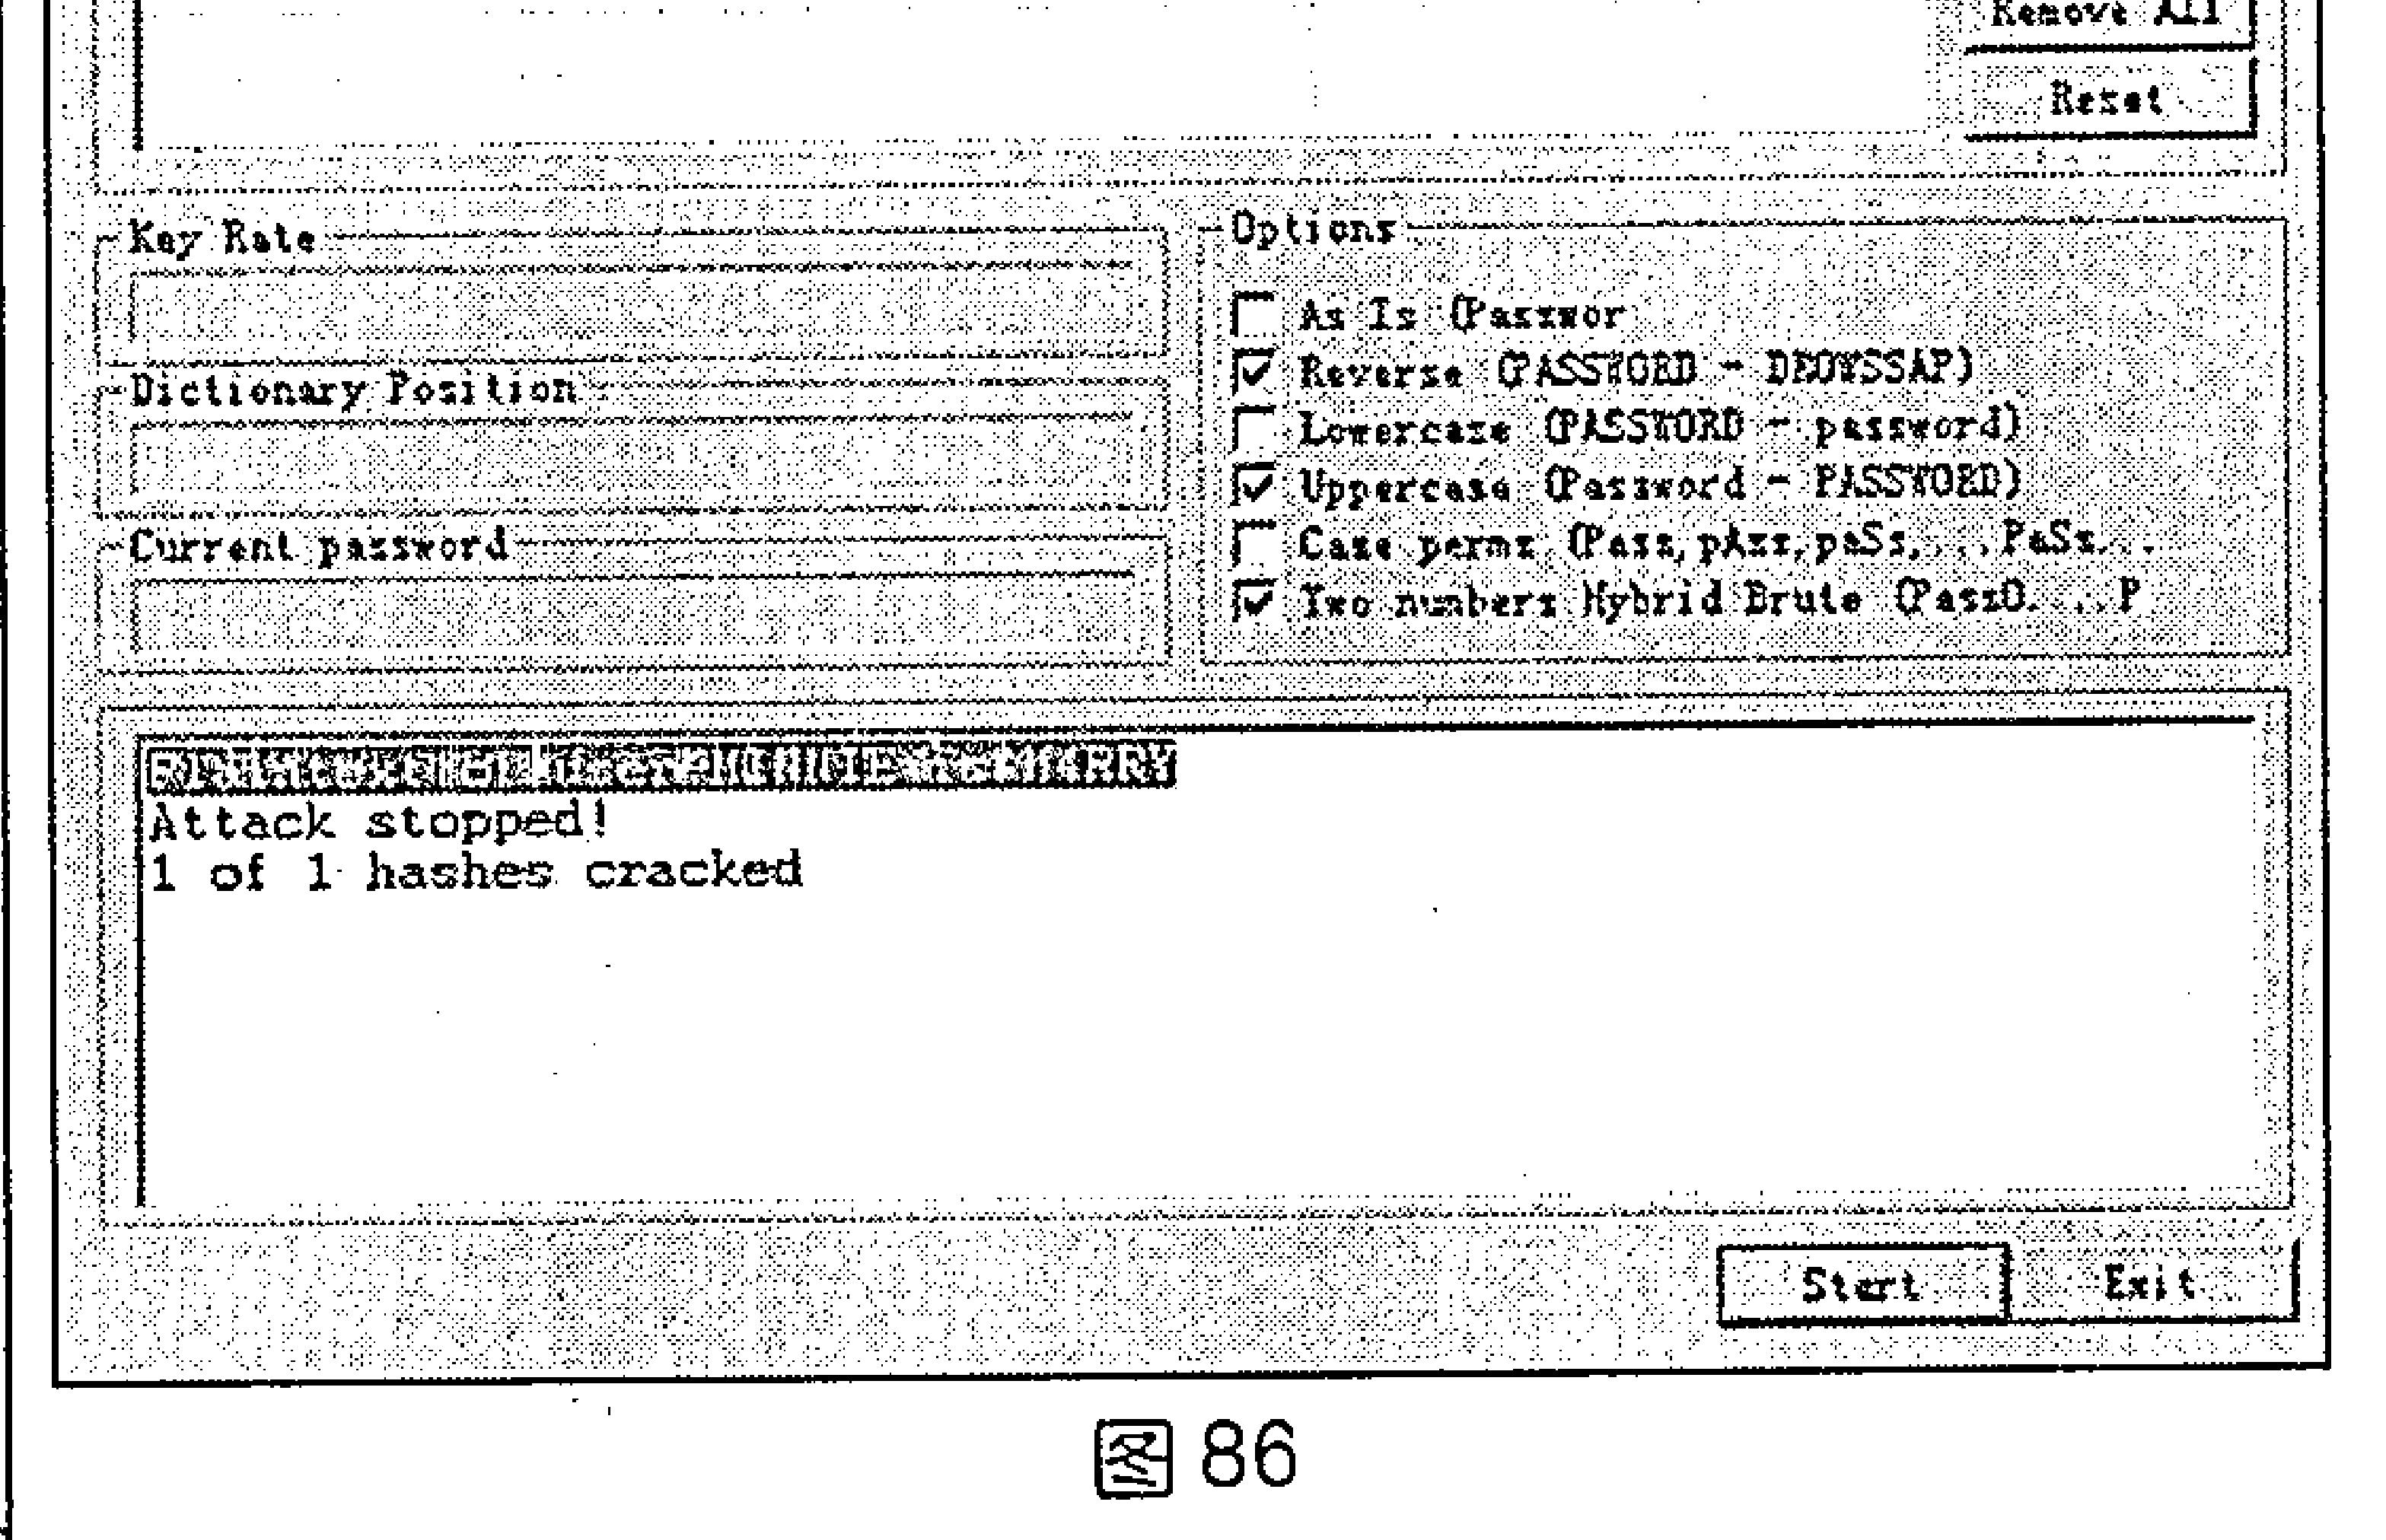 Remove All
Reset
Key Rate
Dictionary Position
Current password
Options
As Is (Passwor
Reverse (PASSWORD - DROWSSAP)
Lowercase (PASSWORD - password)
Uppercase (Password - PASSWORD)
Case perms (Pass,pAss,paSs,...PaSs...
Two numbers Hybrid Brute (Pass0....P
Attack stopped!
1 of 1 hashes cracked
Start
Exit
图 86